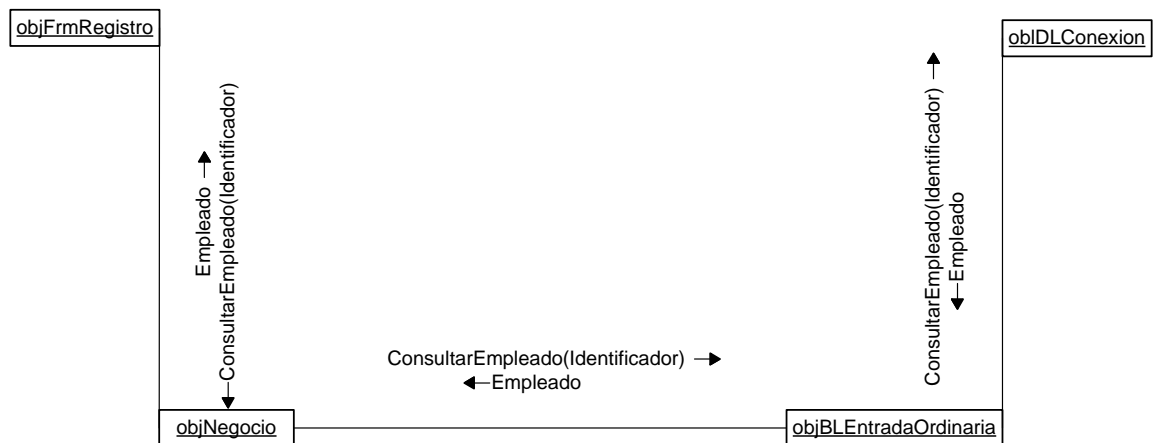 objFrmRegistro
oblDLConexion
Empleado
ConsultarEmpleado(Identificador)
ConsultarEmpleado(Identificador)
Empleado
ConsultarEmpleado(Identificador)
Empleado
objNegocio
objBLEntradaOrdinaria